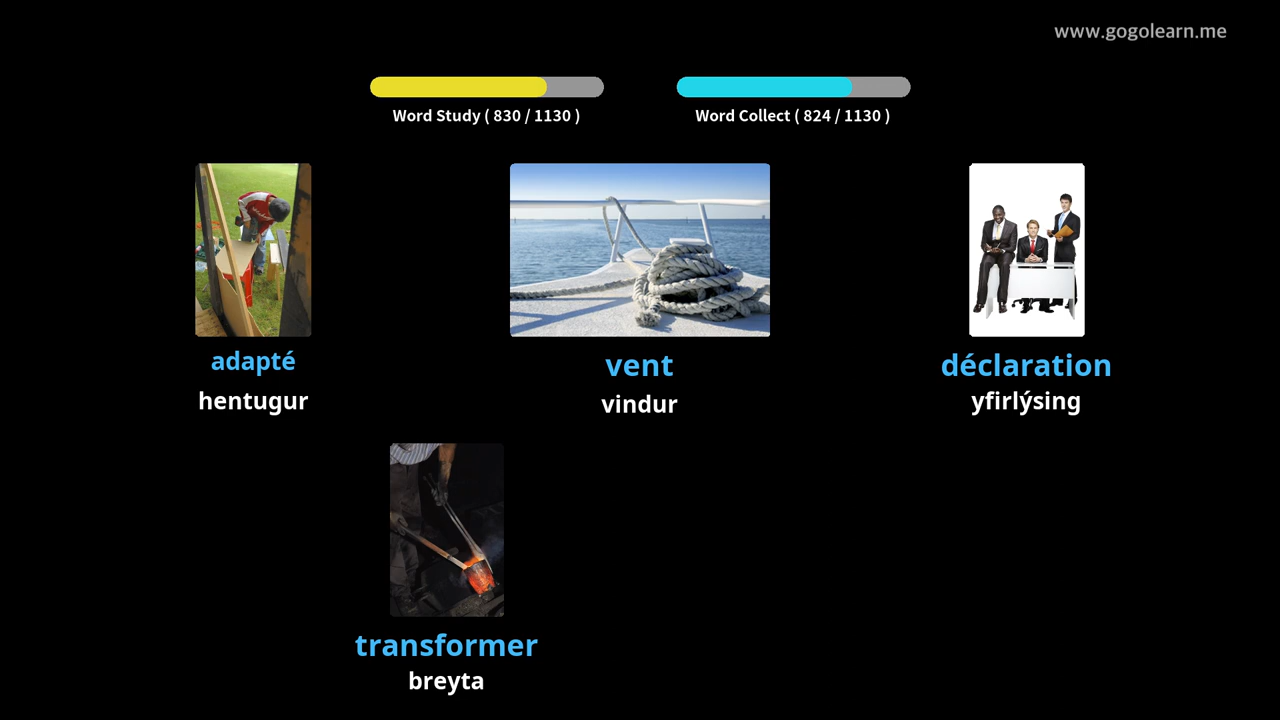 www.gogolearn.me
Word Study ( 830 / 1130 )
Word Collect ( 824 / 1130 )
adapté
hentugur
vent
vindur
déclaration
yfirlýsing
transformer
breyta